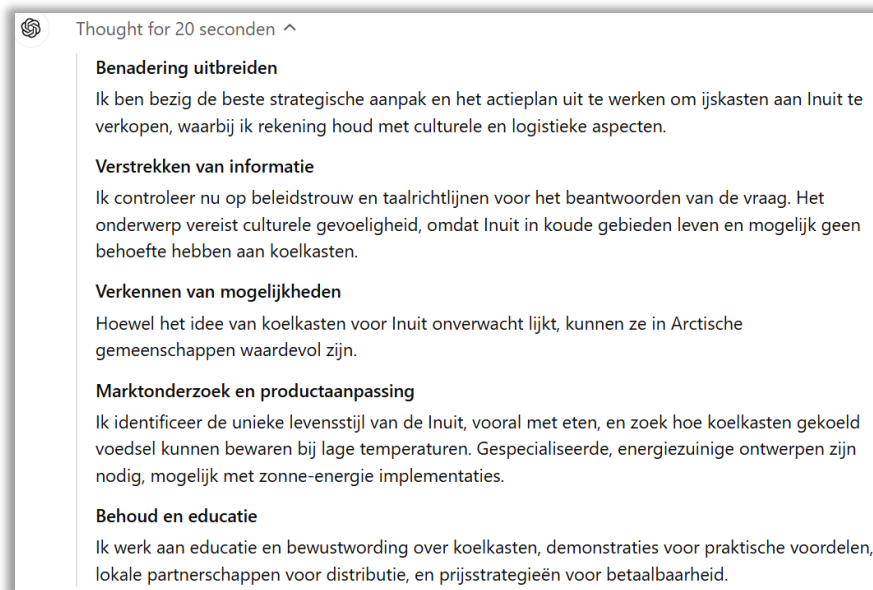 Thought for 20 seconden
Benadering uitbreiden
Ik ben bezig de beste strategische aanpak en het actieplan uit te werken om ijskasten aan Inuit te
verkopen, waarbij ik rekening houd met culturele en logistieke aspecten.
Verstrekken van informatie
Ik controleer nu op beleidstrouw en taalrichtlijnen voor het beantwoorden van de vraag. Het
onderwerp vereist culturele gevoeligheid, omdat Inuit in koude gebieden leven en mogelijk geen
behoefte hebben aan koelkasten.
Verkennen van mogelijkheden
Hoewel het idee van koelkasten voor Inuit onverwacht lijkt, kunnen ze in Arctische
gemeenschappen waardevol zijn.
Marktonderzoek en productaanpassing
Ik identificeer de unieke levensstijl van de Inuit, vooral met eten, en zoek hoe koelkasten gekoeld
voedsel kunnen bewaren bij lage temperaturen. Gespecialiseerde, energiezuinige ontwerpen zijn
nodig, mogelijk met zonne-energie implementaties.
Behoud en educatie
Ik werk aan educatie en bewustwording over koelkasten, demonstraties voor praktische voordelen,
lokale partnerschappen voor distributie, en prijsstrategieën voor betaalbaarheid.